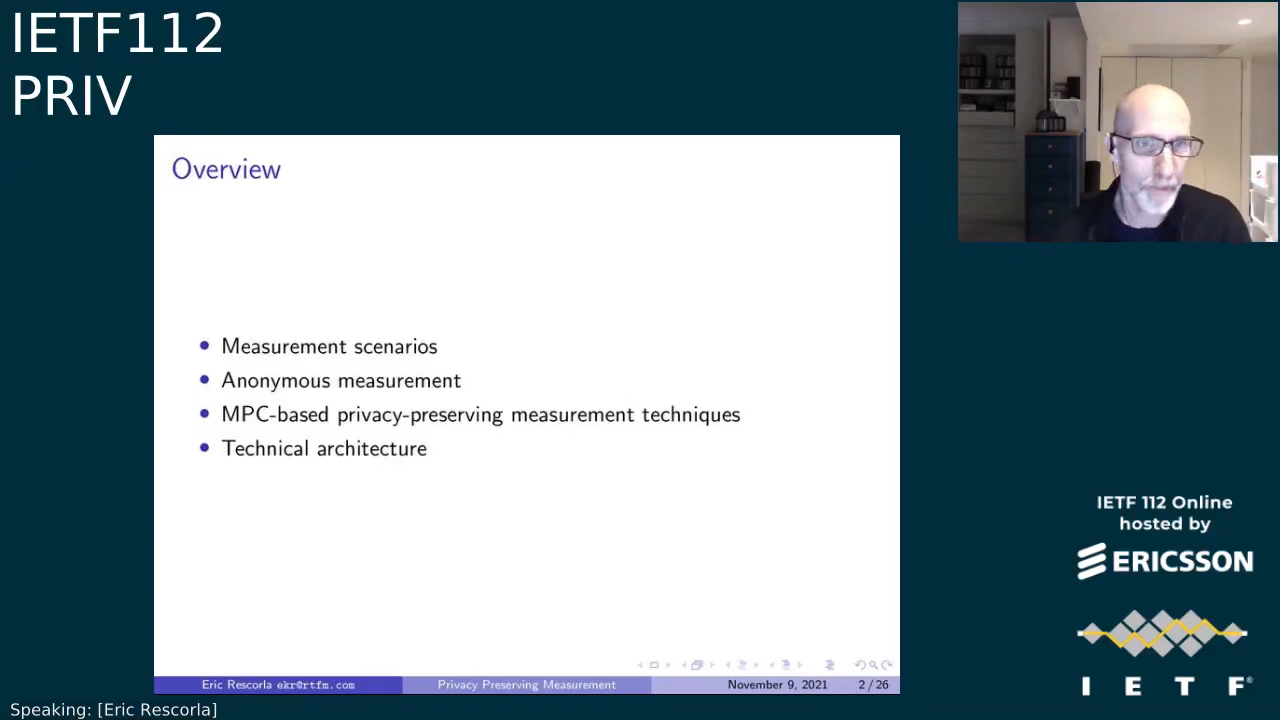 IETF112
PRIV
Overview
Measurement scenarios
Anonymous measurement
MPC-based privacy-preserving measurement techniques
Technical architecture
Eric Rescorla ekr@rtfm.com
Privacy Preserving Measurement
November 9, 2021
2 / 26
IETF 112 Online
hosted by
ERICSSON
I E T F®
Speaking: [Eric Rescorla]